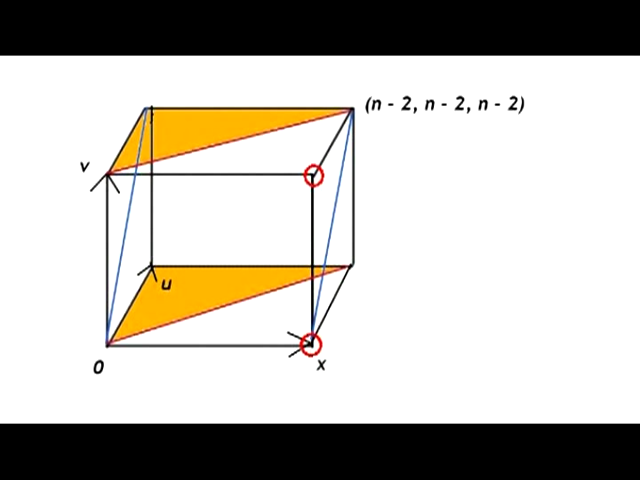 (n - 2, n - 2, n - 2)
v
u
0
x